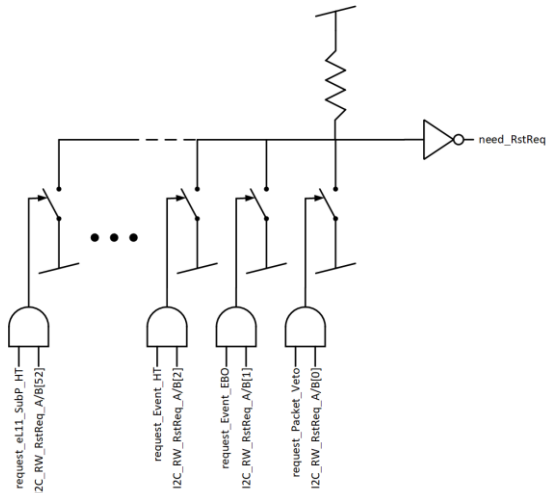 need_RstReq
request_eL11_SubP_HT
I2C_RW_RstReq_A/B[52]
request_Event_HT
I2C_RW_RstReq_A/B[2]
request_Event_EBO
I2C_RW_RstReq_A/B[1]
request_Packet_Veto
I2C_RW_RstReq_A/B[0]